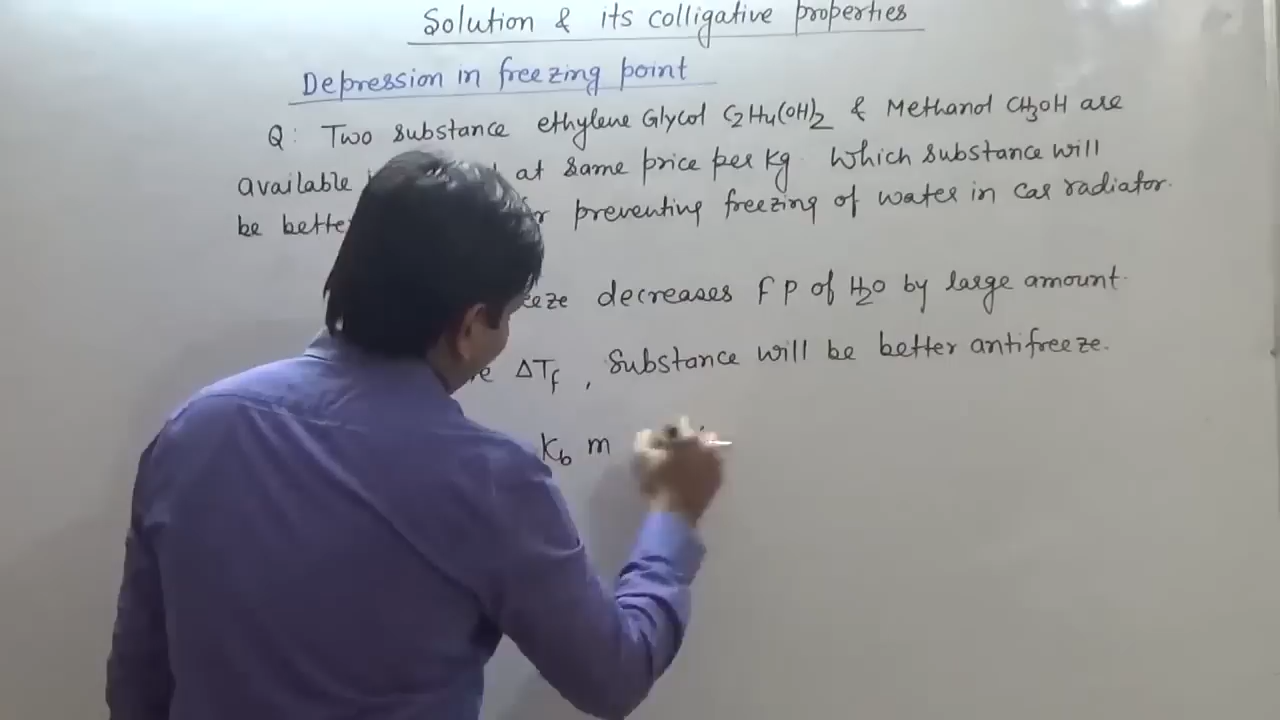 Solution & its colligative properties
Depression in freezing point
Q: Two substance ethylene Glycol C2H4(OH)2 & Methanol CH3OH are
available at same price per Kg Which substance will
be preventing freezing of water in car radiator.
decreases FP of H2O by large amount.
ΔTf, Substance will be better antifreeze.
Kb m